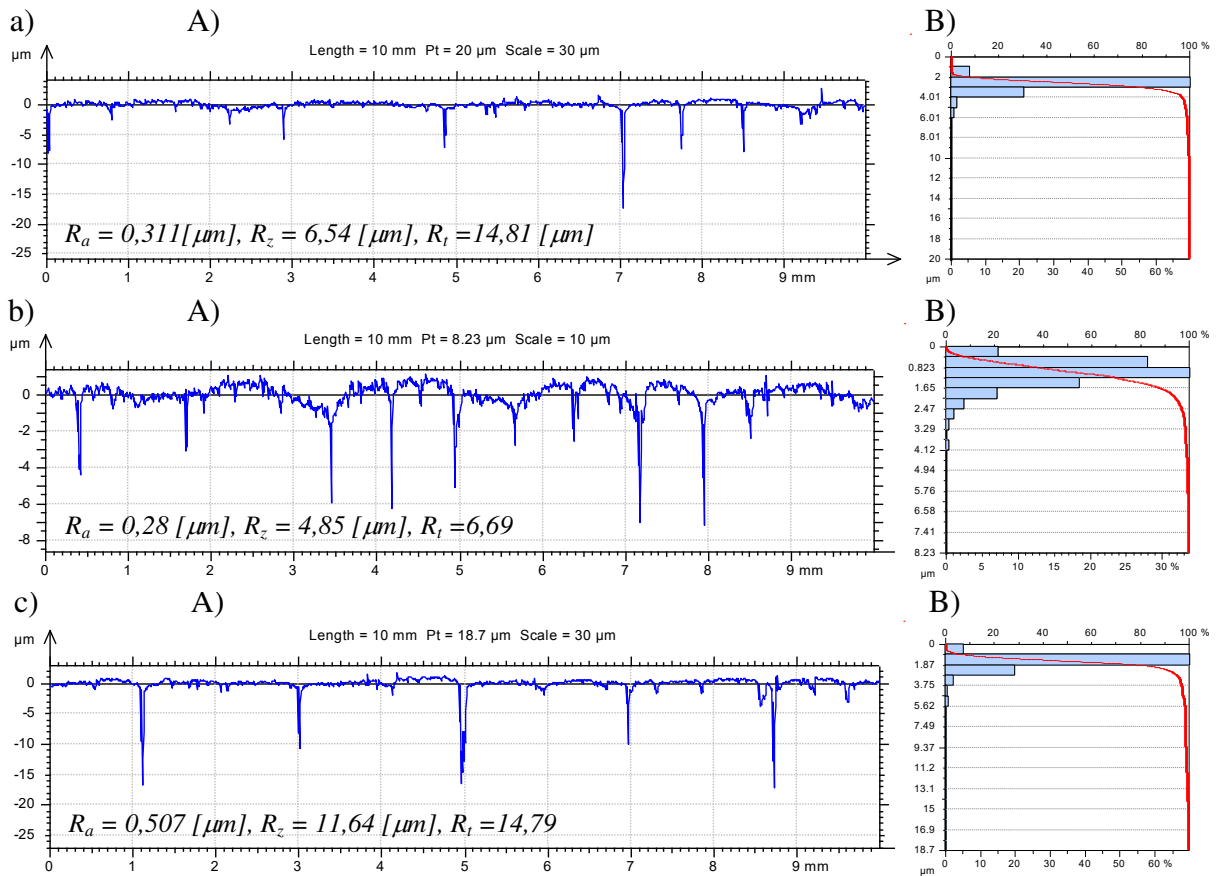 a) A) B)
Length = 10 mm Pt = 20 µm Scale = 30 µm
µm
0
-5
-10
-15
-20
-25
Ra = 0,311[µm], Rz = 6,54 [µm], Rt =14,81 [µm]
0 1 2 3 4 5 6 7 8 9 mm
0 20 40 60 80 100 %
0
2
4.01
6.01
8.01
10
12
14
16
18
20
µm
0 10 20 30 40 50 60 %
b) A) B)
Length = 10 mm Pt = 8.23 µm Scale = 10 µm
µm
0
-2
-4
-6
-8
Ra = 0,28 [µm], Rz = 4,85 [µm], Rt =6,69
0 1 2 3 4 5 6 7 8 9 mm
0 20 40 60 80 100 %
0
0.823
1.65
2.47
3.29
4.12
4.94
5.76
6.58
7.41
8.23
µm
0 5 10 15 20 25 30 %
c) A) B)
Length = 10 mm Pt = 18.7 µm Scale = 30 µm
µm
0
-5
-10
-15
-20
-25
Ra = 0,507 [µm], Rz = 11,64 [µm], Rt =14,79
0 1 2 3 4 5 6 7 8 9 mm
0 20 40 60 80 100 %
0
1.87
3.75
5.62
7.49
9.37
11.2
13.1
15
16.9
18.7
µm
0 10 20 30 40 50 60 %